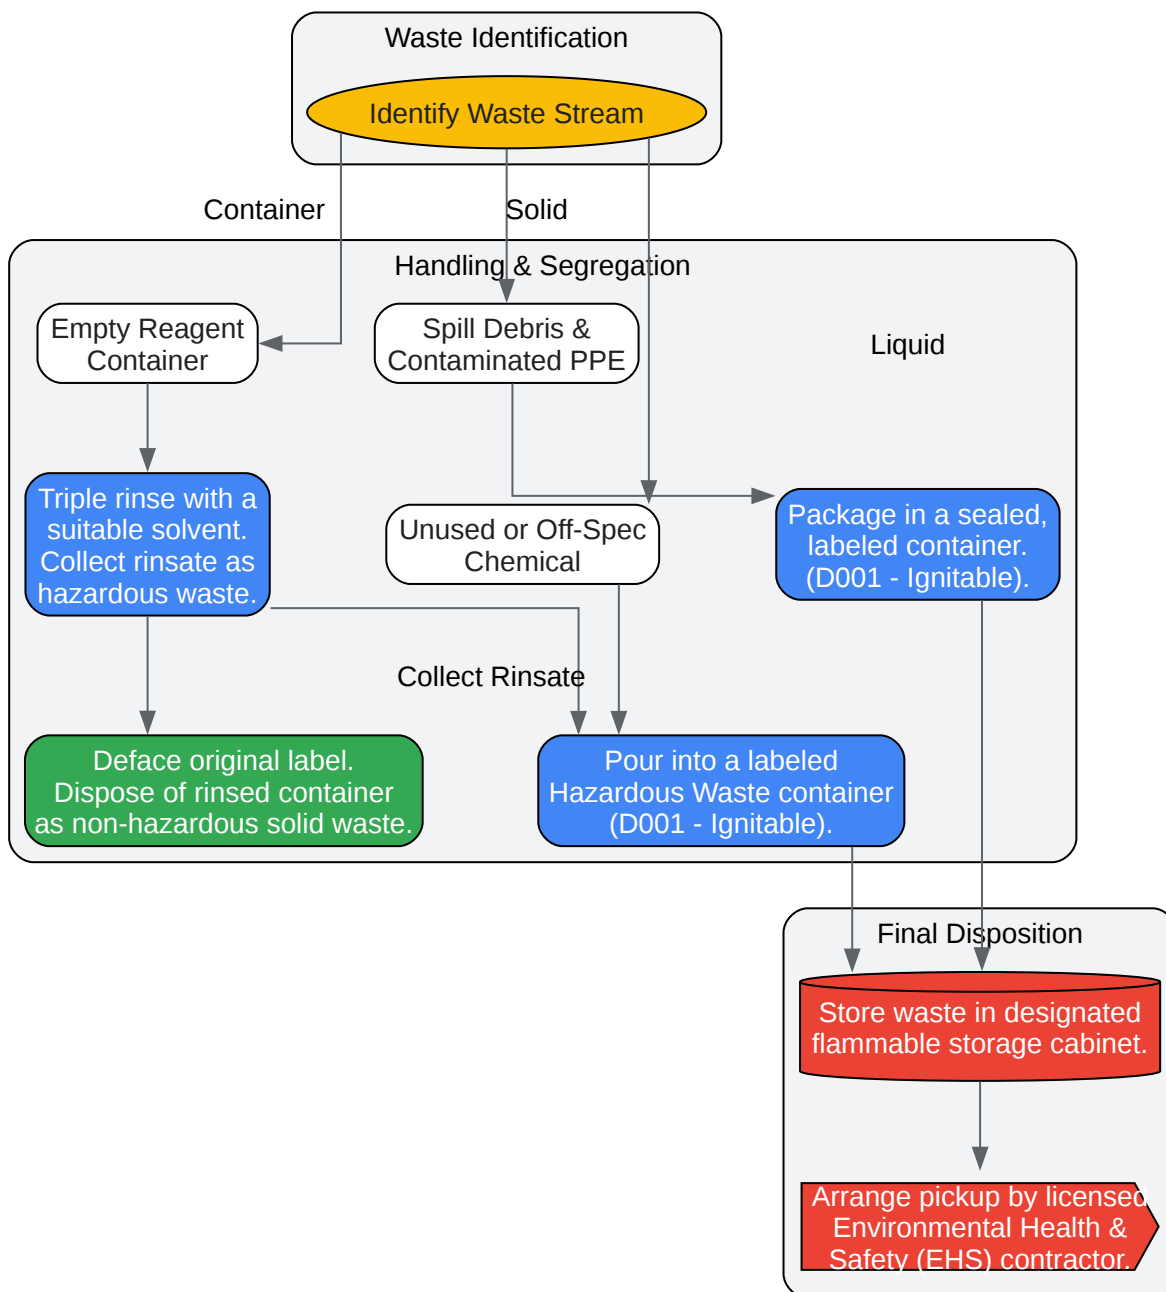 Waste Identification
Identify Waste Stream
Container
Solid
Handling & Segregation
Empty Reagent
Container
Spill Debris &
Contaminated PPE
Liquid
Triple rinse with a
suitable solvent.
Collect rinsate as
hazardous waste.
Unused or Off-Spec
Chemical
Package in a sealed,
labeled container.
(D001 - Ignitable).
Collect Rinsate
Deface original label.
Dispose of rinsed container
as non-hazardous solid waste.
Pour into a labeled
Hazardous Waste container
(D001 - Ignitable).
Final Disposition
Store waste in designated
flammable storage cabinet.
Arrange pickup by licensed
Environmental Health &
Safety (EHS) contractor.